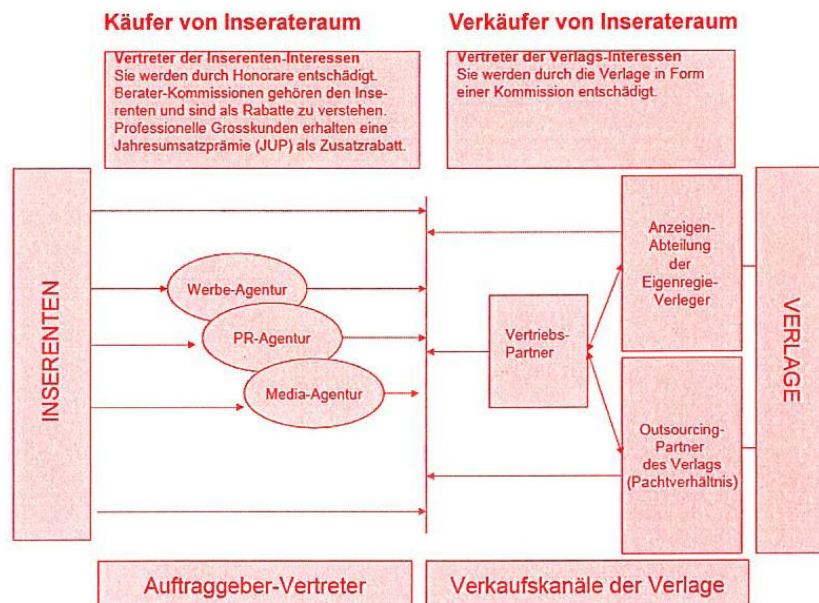 Käufer von Inserateraum
Verkäufer von Inserateraum
Vertreter der Inserenten-Interessen
Sie werden durch Honorare entschädigt.
Berater-Kommissionen gehören den Inse-
renten und sind als Rabatte zu verstehen.
Professionelle Grosskunden erhalten eine
Jahresumsatzprämie (JUP) als Zusatzrabatt.
Vertreter der Verlags-Interessen
Sie werden durch die Verlage in Form
einer Kommission entschädigt.
INSERENTEN
Werbe-Agentur
PR-Agentur
Media-Agentur
Vertriebs-
Partner
Anzeigen-
Abteilung
der
Eigenregie-
Verleger
Outsourcing-
Partner
des Verlags
(Pachtverhältnis)
VERLAGE
Auftraggeber-Vertreter
Verkaufskanäle der Verlage